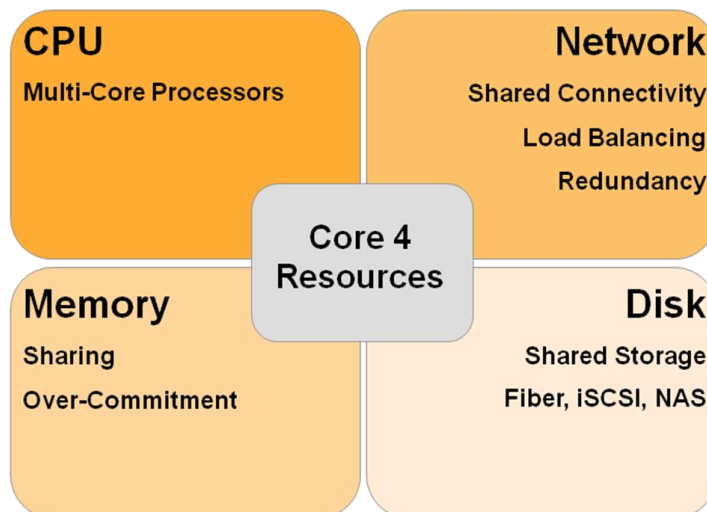 CPU
Multi-Core Processors
Network
Shared Connectivity
Load Balancing
Redundancy
Core 4
Resources
Memory
Sharing
Over-Commitment
Disk
Shared Storage
Fiber, iSCSI, NAS